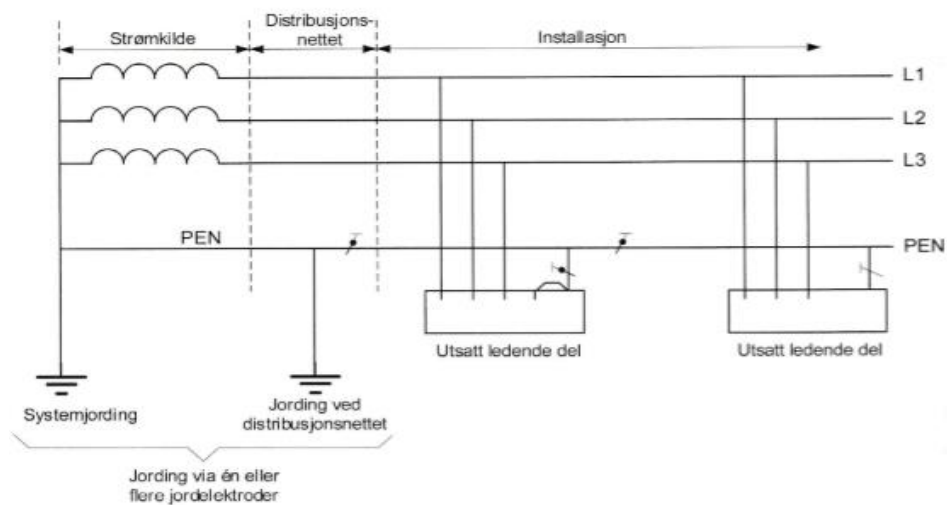 Distribusjons-
nettet
Strømkilde
Installasjon
L1
L2
L3
PEN
PEN
Utsatt ledende del
Utsatt ledende del
Systemjording
Jording ved
distribusjonsnettet
Jording via én eller
flere jordelektroder